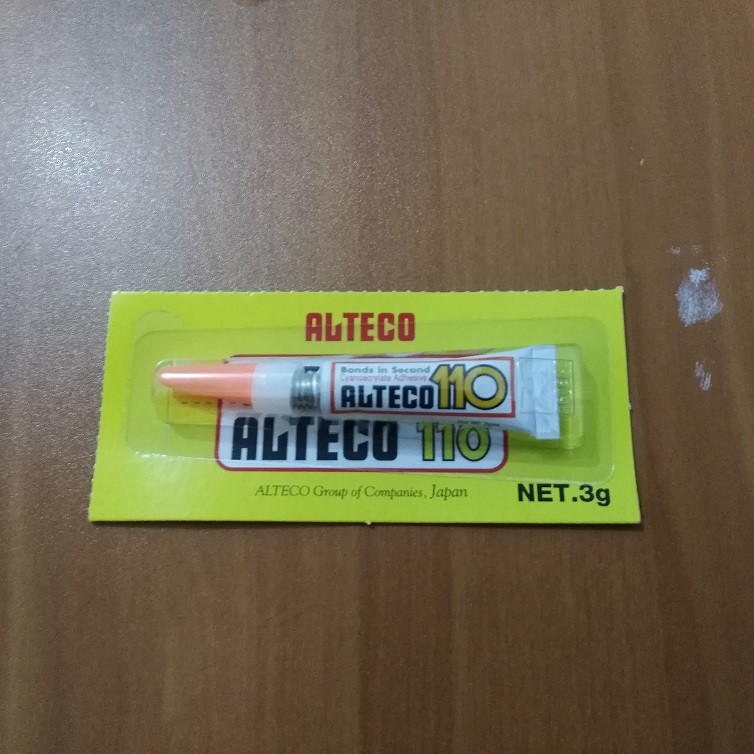 ALTECO
Bonds in Second
Cyanoacrylate Adhesive
ALTECO 110
ALTECO 110
ALTECO Group of Companies, Japan
NET.3g